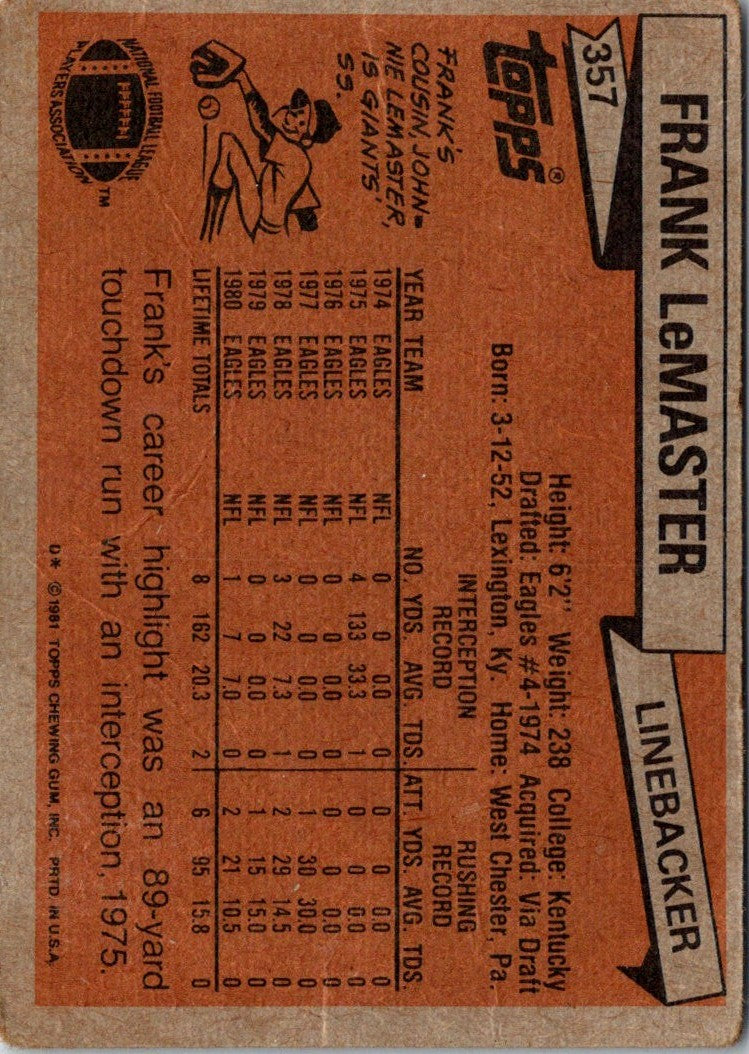 357
FRANK LeMASTER
LINEBACKER
topps®
Height: 6'2" Weight: 238 College: Kentucky
Drafted: Eagles #4-1974 Acquired: Via Draft
Born: 3-12-52, Lexington, Ky. Home: West Chester, Pa.
FRANK'S
COUSIN, JOHN=
NIE LEMASTER,
IS GIANTS'
SS.
INTERCEPTION RUSHING
RECORD RECORD
YEAR TEAM NO. YDS. AVG. TDS ATT. YDS. AVG. TDS.
1974 EAGLES NFL 0 0 0.0 0 0 0 0.0 0
1975 EAGLES NFL 4 133 33.3 1 0 0 0.0 0
1976 EAGLES NFL 0 0 0.0 0 0 0 0.0 0
1977 EAGLES NFL 0 0 0.0 0 1 30 30.0 0
1978 EAGLES NFL 3 22 7.3 1 2 29 14.5 0
1979 EAGLES NFL 0 0 0.0 0 1 15 15.0 0
1980 EAGLES NFL 1 7 7.0 0 2 21 10.5 0
LIFETIME TOTALS 8 162 20.3 2 6 95 15.8 0
Frank's career highlight was an 89-yard
touchdown run with an interception, 1975.
NATIONAL FOOTBALL LEAGUE
PLAYERS ASSOCIATION
TM
D* ©1981 TOPPS CHEWING GUM, INC. PRTD. IN U.S.A.